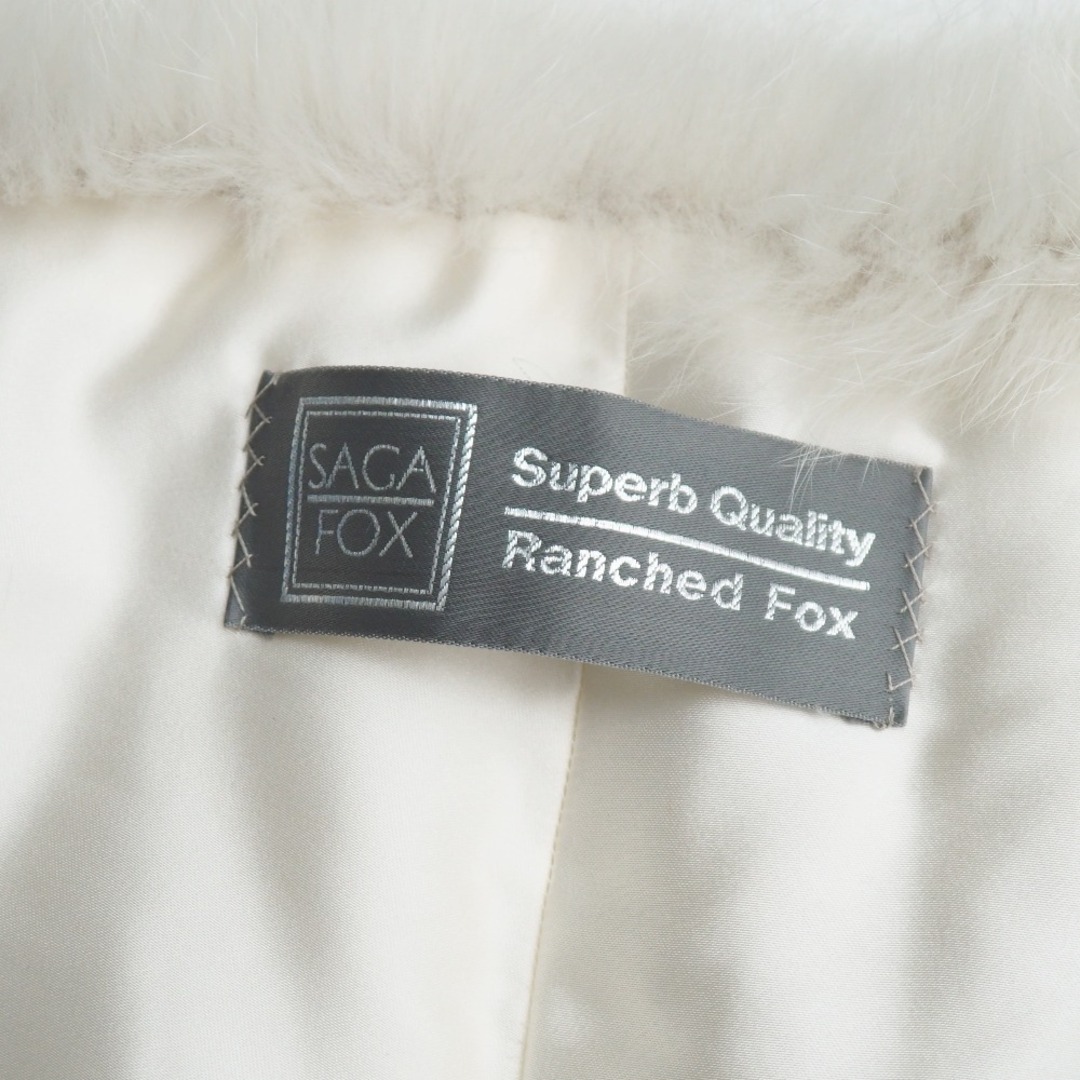 SAGA
FOX
Superb Quality
Ranched Fox